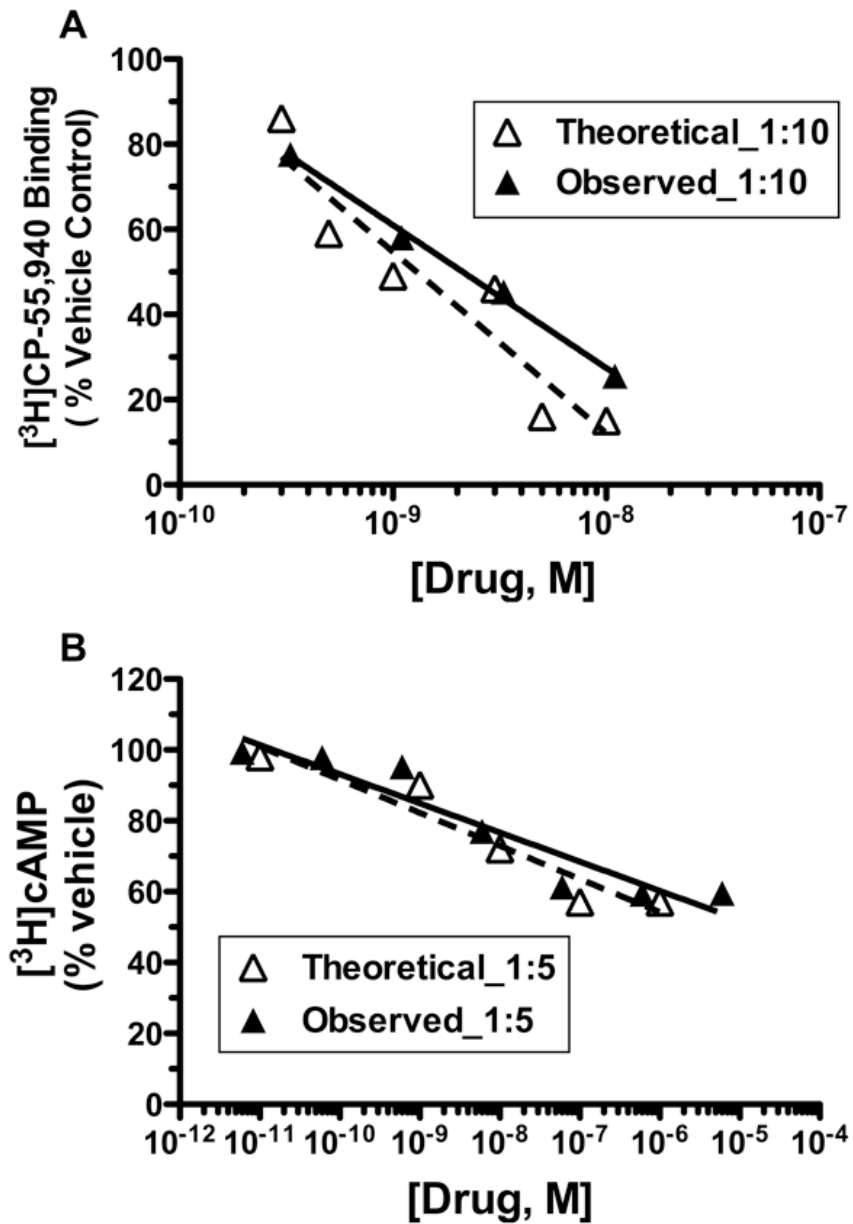 A
[³H]CP-55,940 Binding
( % Vehicle Control)
100
80
60
40
20
0
Theoretical_1:10
Observed_1:10
10⁻¹⁰ 10⁻⁹ 10⁻⁸ 10⁻⁷
[Drug, M]
B
[³H]cAMP
(% vehicle)
120
100
80
60
40
20
0
Theoretical_1:5
Observed_1:5
10⁻¹² 10⁻¹¹ 10⁻¹⁰ 10⁻⁹ 10⁻⁸ 10⁻⁷ 10⁻⁶ 10⁻⁵ 10⁻⁴
[Drug, M]